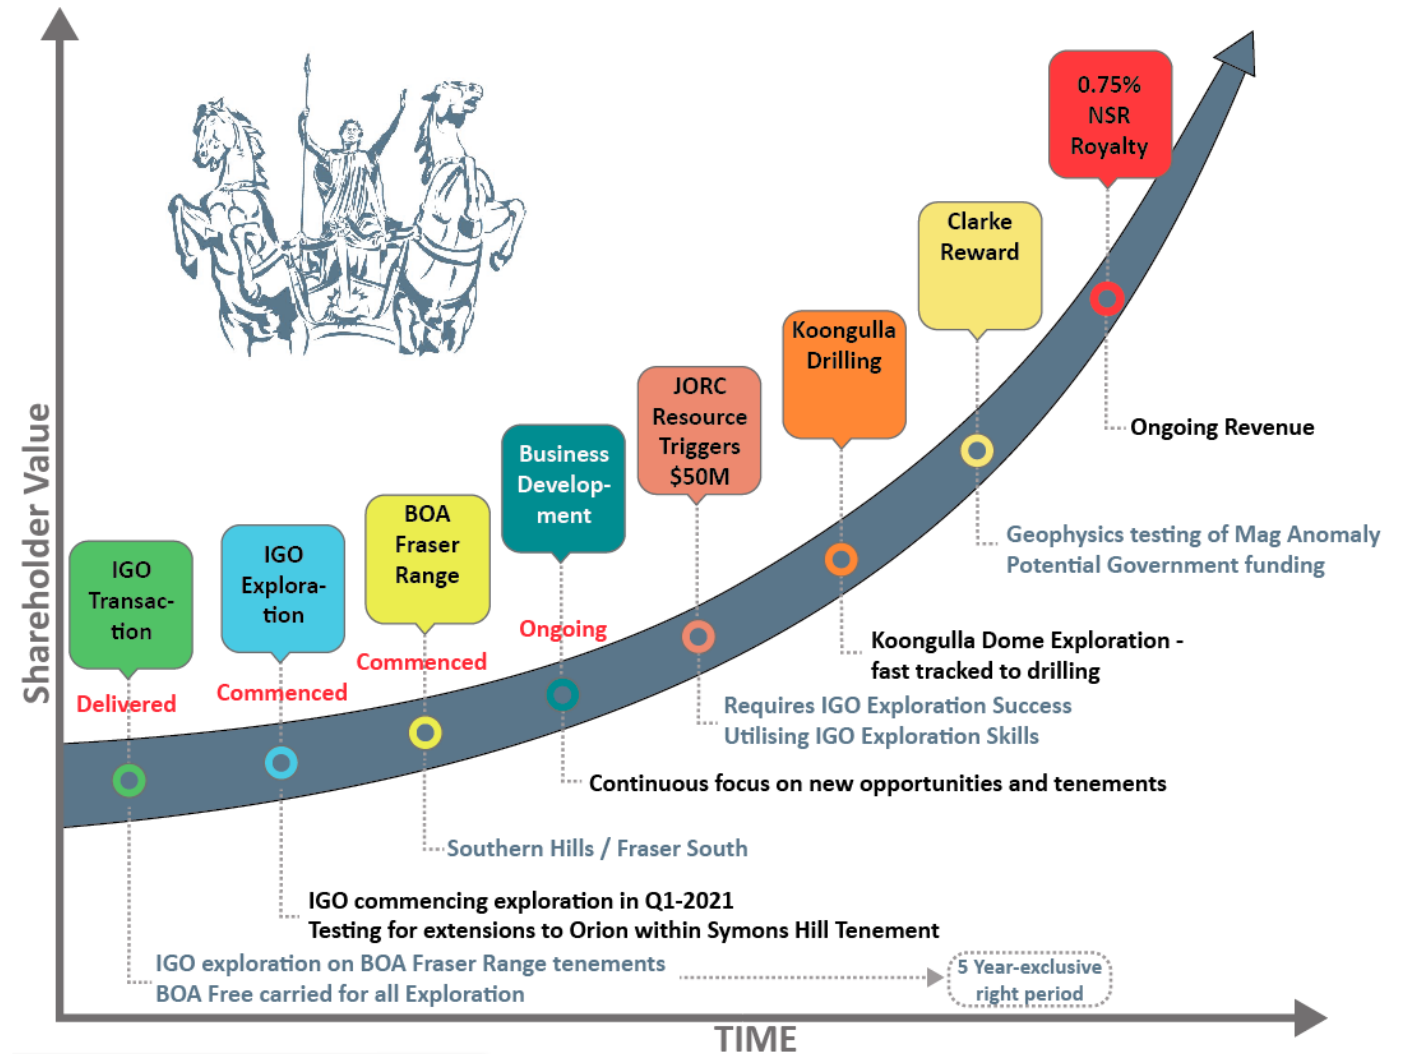 0.75%
NSR
Royalty
Clarke
Reward
Koongulla
Drilling
JORC
Resource
Triggers
$50M
Business
Develop-
ment
BOA
Fraser
Range
IGO
Explora-
tion
IGO
Transac-
tion
Delivered
Commenced
Commenced
Ongoing
Ongoing Revenue
Geophysics testing of Mag Anomaly
Potential Government funding
Koongulla Dome Exploration -
fast tracked to drilling
Requires IGO Exploration Success
Utilising IGO Exploration Skills
Continuous focus on new opportunities and tenements
Southern Hills / Fraser South
IGO commencing exploration in Q1-2021
Testing for extensions to Orion within Symons Hill Tenement
IGO exploration on BOA Fraser Range tenements
BOA Free carried for all Exploration
5 Year-exclusive
right period
Shareholder Value
TIME